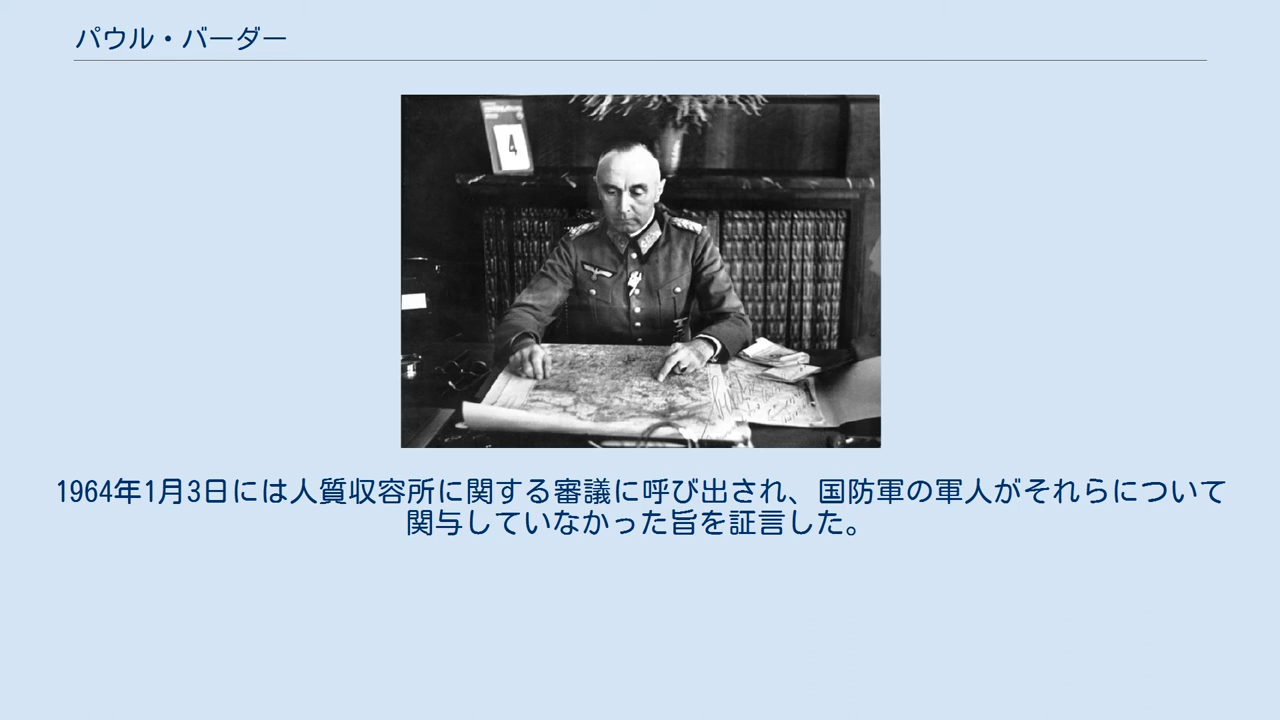 パウル・バーダー
4
1964年1月3日には人質収容所に関する審議に呼び出され、国防軍の軍人がそれらについて
関与していなかった旨を証言した。